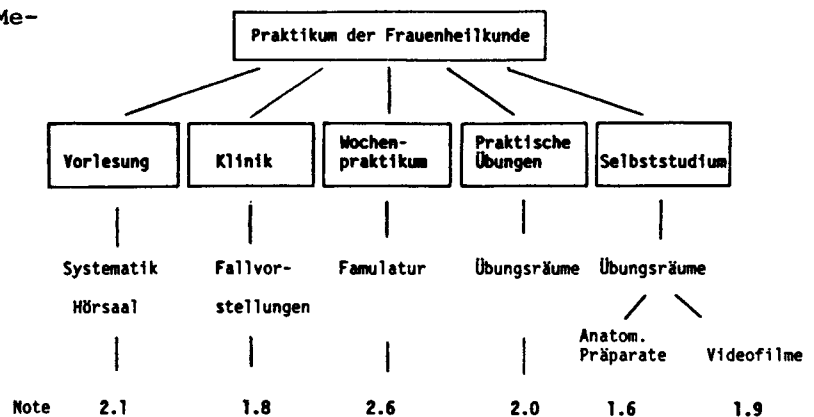 Me-
Praktikum der Frauenheilkunde
Vorlesung
Klinik
Wochen-
praktikum
Praktische
Übungen
Selbststudium
Systematik
Hörsaal
Fallvor-
stellungen
Famulatur
Übungsräume
Übungsräume
Anatom.
Präparate
Videofilme
Note 2.1 1.8 2.6 2.0 1.6 1.9